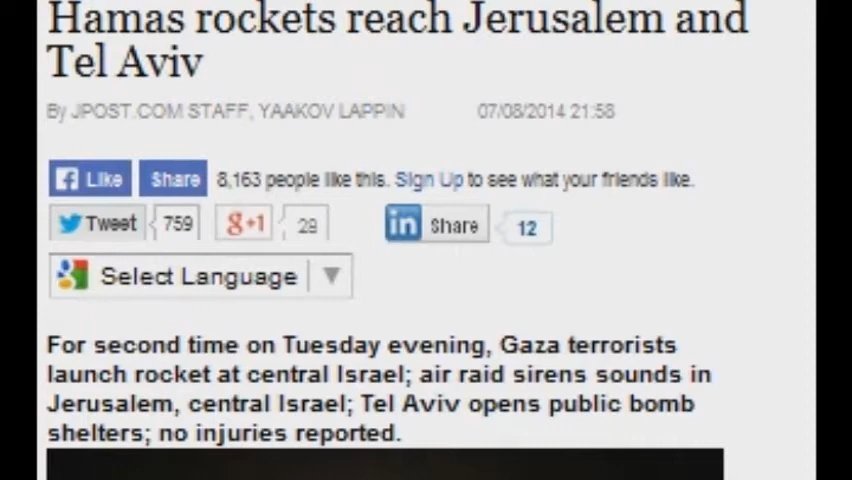 Hamas rockets reach Jerusalem and
Tel Aviv
By JPOST.COM STAFF, YAAKOV LAPPIN 07/08/2014 21:58
Like Share 8,163 people like this. Sign Up to see what your friends like.
Tweet 759 g+1 29 in Share 12
Select Language
For second time on Tuesday evening, Gaza terrorists
launch rocket at central Israel; air raid sirens sounds in
Jerusalem, central Israel; Tel Aviv opens public bomb
shelters; no injuries reported.